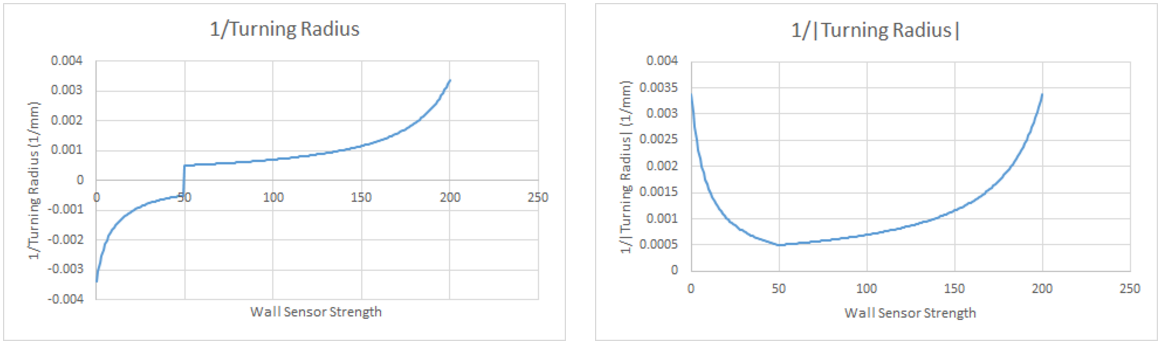 1/Turning Radius
1/Turning Radius (1/mm)
0.004
0.003
0.002
0.001
0
-0.001
-0.002
-0.003
-0.004
0 50 100 150 200 250
Wall Sensor Strength
1/|Turning Radius|
1/|Turning Radius| (1/mm)
0.004
0.0035
0.003
0.0025
0.002
0.0015
0.001
0.0005
0
0 50 100 150 200 250
Wall Sensor Strength